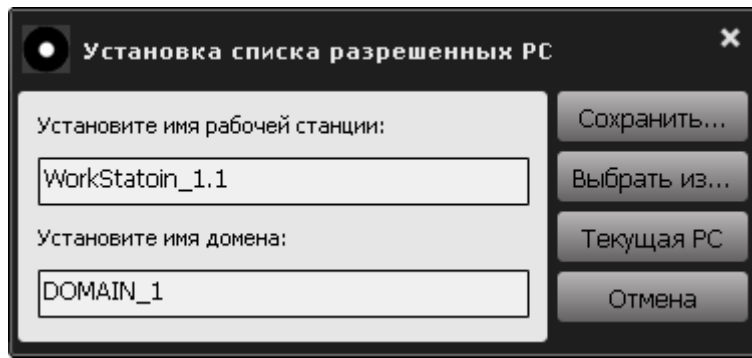 Установка списка разрешенных РС
Установите имя рабочей станции:
WorkStatoin_1.1
Установите имя домена:
DOMAIN_1
Сохранить...
Выбрать из...
Текущая РС
Отмена